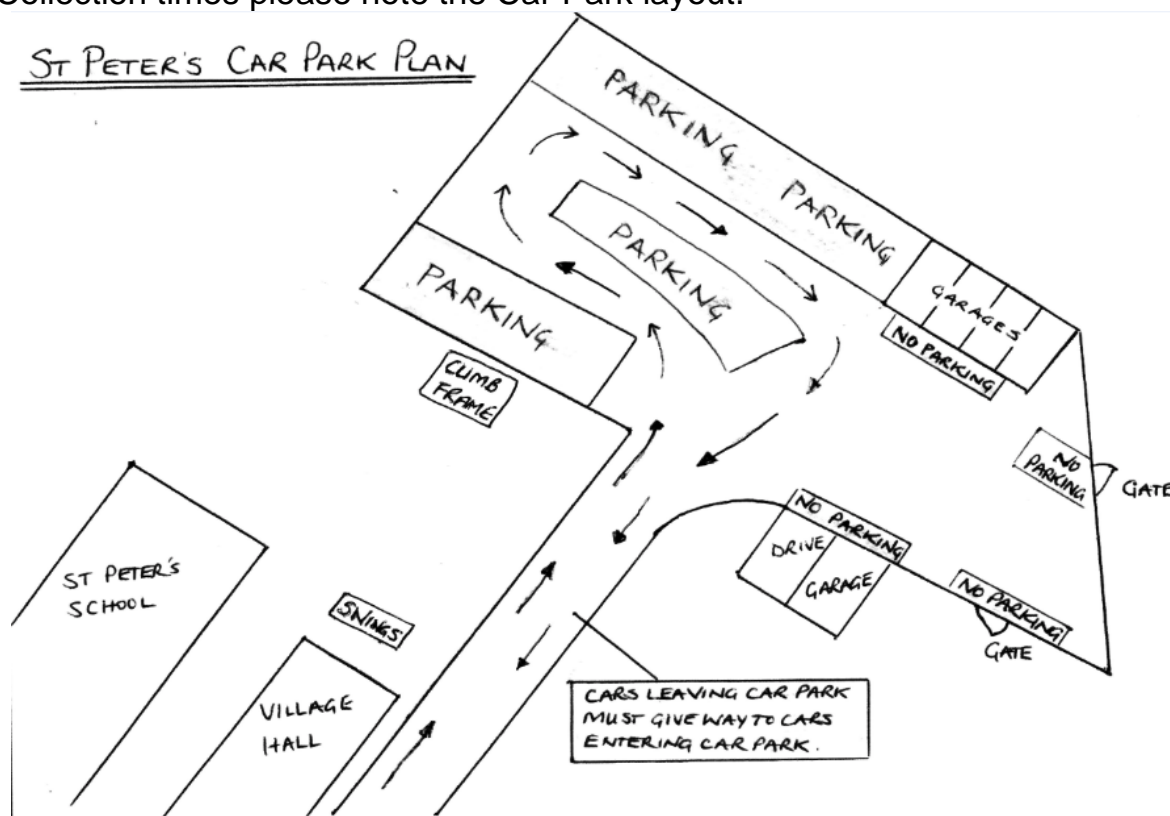 Collection times please note the Car Park layout.
ST PETER'S CAR PARK PLAN
PARKING
PARKING
PARKING
PARKING
GARAGES
NO PARKING
CLIMB
FRAME
NO
PARKING
GATE
NO PARKING
DRIVE
GARAGE
NO PARKING
GATE
ST PETER'S
SCHOOL
SWINGS
VILLAGE
HALL
CARS LEAVING CAR PARK
MUST GIVE WAY TO CARS
ENTERING CAR PARK.